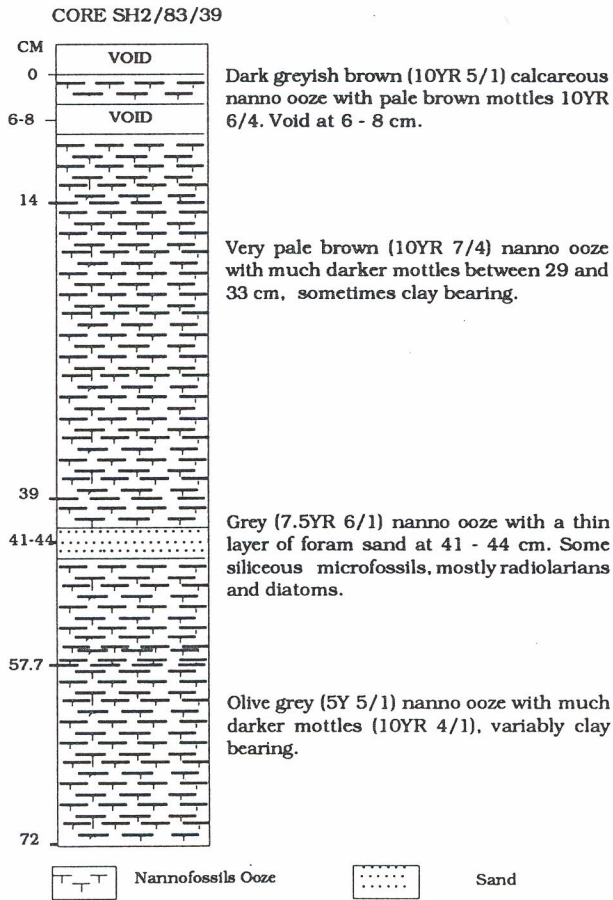 CORE SH2/83/39
CM
VOID
0
Dark greyish brown (10YR 5/1) calcareous
nanno ooze with pale brown mottles 10YR
6/4. Void at 6 - 8 cm.
6-8
VOID
14
Very pale brown (10YR 7/4) nanno ooze
with much darker mottles between 29 and
33 cm, sometimes clay bearing.
39
Grey (7.5YR 6/1) nanno ooze with a thin
layer of foram sand at 41 - 44 cm. Some
siliceous microfossils, mostly radiolarians
and diatoms.
41-44
57.7
Olive grey (5Y 5/1) nanno ooze with much
darker mottles (10YR 4/1), variably clay
bearing.
72
Nannofossils Ooze
Sand